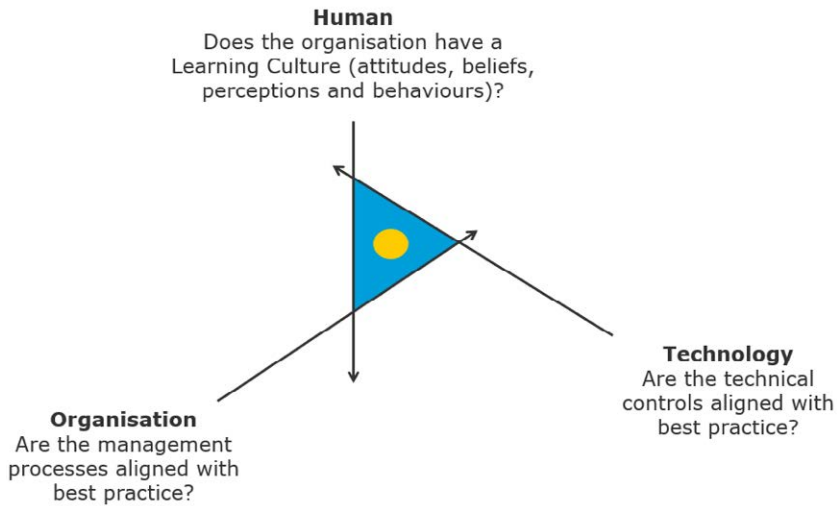 Human
Does the organisation have a
Learning Culture (attitudes, beliefs,
perceptions and behaviours)?
Technology
Are the technical
controls aligned with
best practice?
Organisation
Are the management
processes aligned with
best practice?